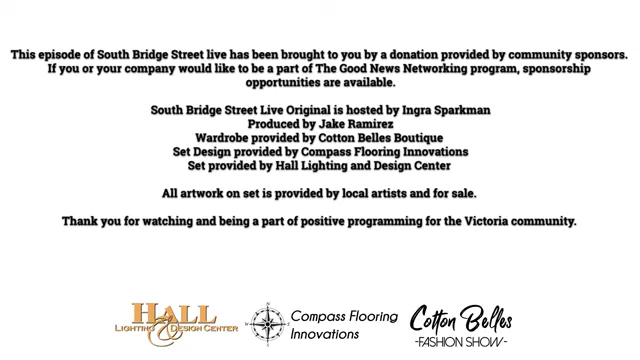 This episode of South Bridge Street live has been brought to you by a donation provided by community sponsors.
If you or your company would like to be a part of The Good News Networking program, sponsorship
opportunities are available.
South Bridge Street Live Original is hosted by Ingra Sparkman
Produced by Jake Ramirez
Wardrobe provided by Cotton Belles Boutique
Set Design provided by Compass Flooring Innovations
Set provided by Hall Lighting and Design Center
All artwork on set is provided by local artists and for sale.
Thank you for watching and being a part of positive programming for the Victoria community.
HALL
LIGHTING & DESIGN CENTER
Compass Flooring
Innovations
Cotton Belles
-FASHION SHOW-